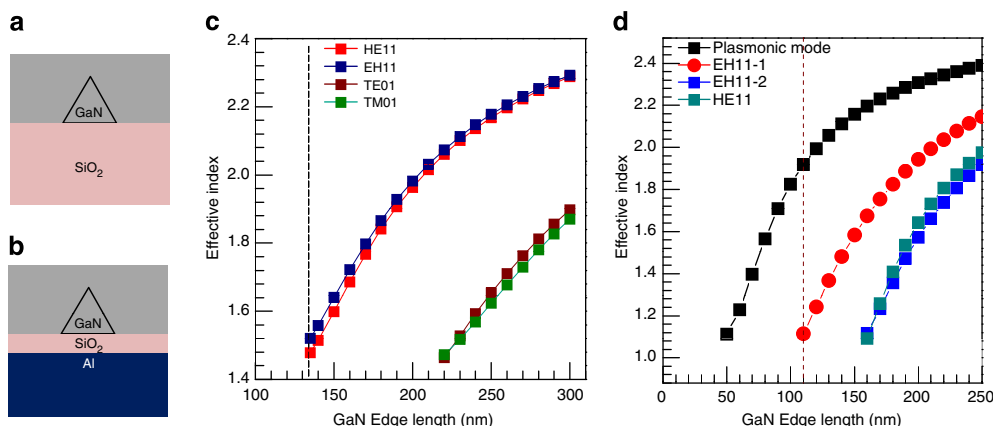 a
GaN
SiO2
b
GaN
SiO2
Al
c
2.4
2.2
2.0
1.8
1.6
1.4
Effective index
HE11
EH11
TE01
TM01
100
150
200
250
300
GaN Edge length (nm)
d
2.4
2.2
2.0
1.8
1.6
1.4
1.2
1.0
Effective index
Plasmonic mode
EH11-1
EH11-2
HE11
0
50
100
150
200
250
GaN Edge length (nm)